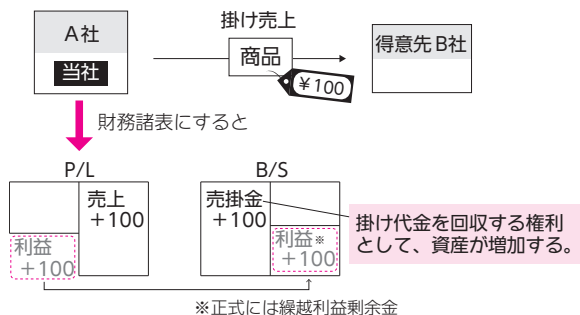 掛け売上
A社
当社
商品
¥100
得意先B社
財務諸表にすると
P/L
売上
+100
利益
+100
B/S
売掛金
+100
利益※
+100
掛け代金を回収する権利
として、資産が増加する。
※正式には繰越利益剰余金